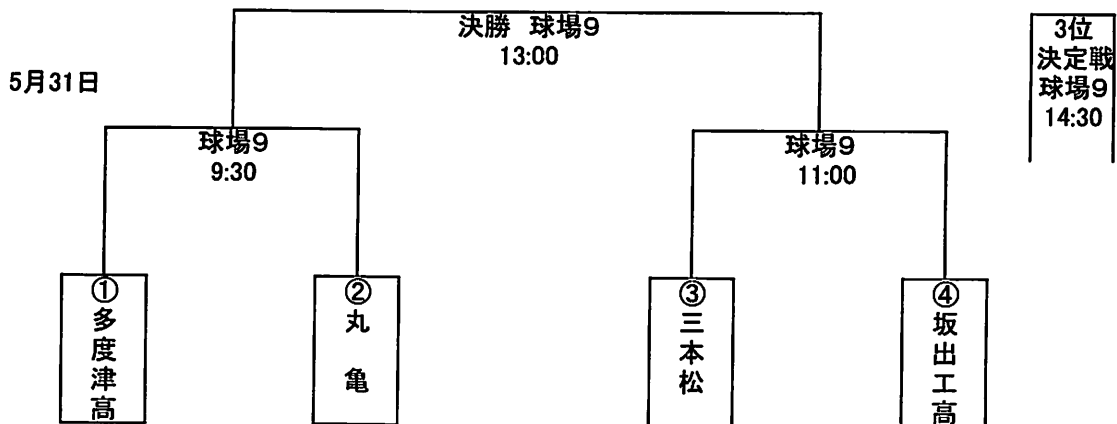 決勝 球場9
13:00
3位
決定戦
球場9
14:30
5月31日
球場9
9:30
球場9
11:00
①多度津高
②丸亀
③三本松
④坂出工高